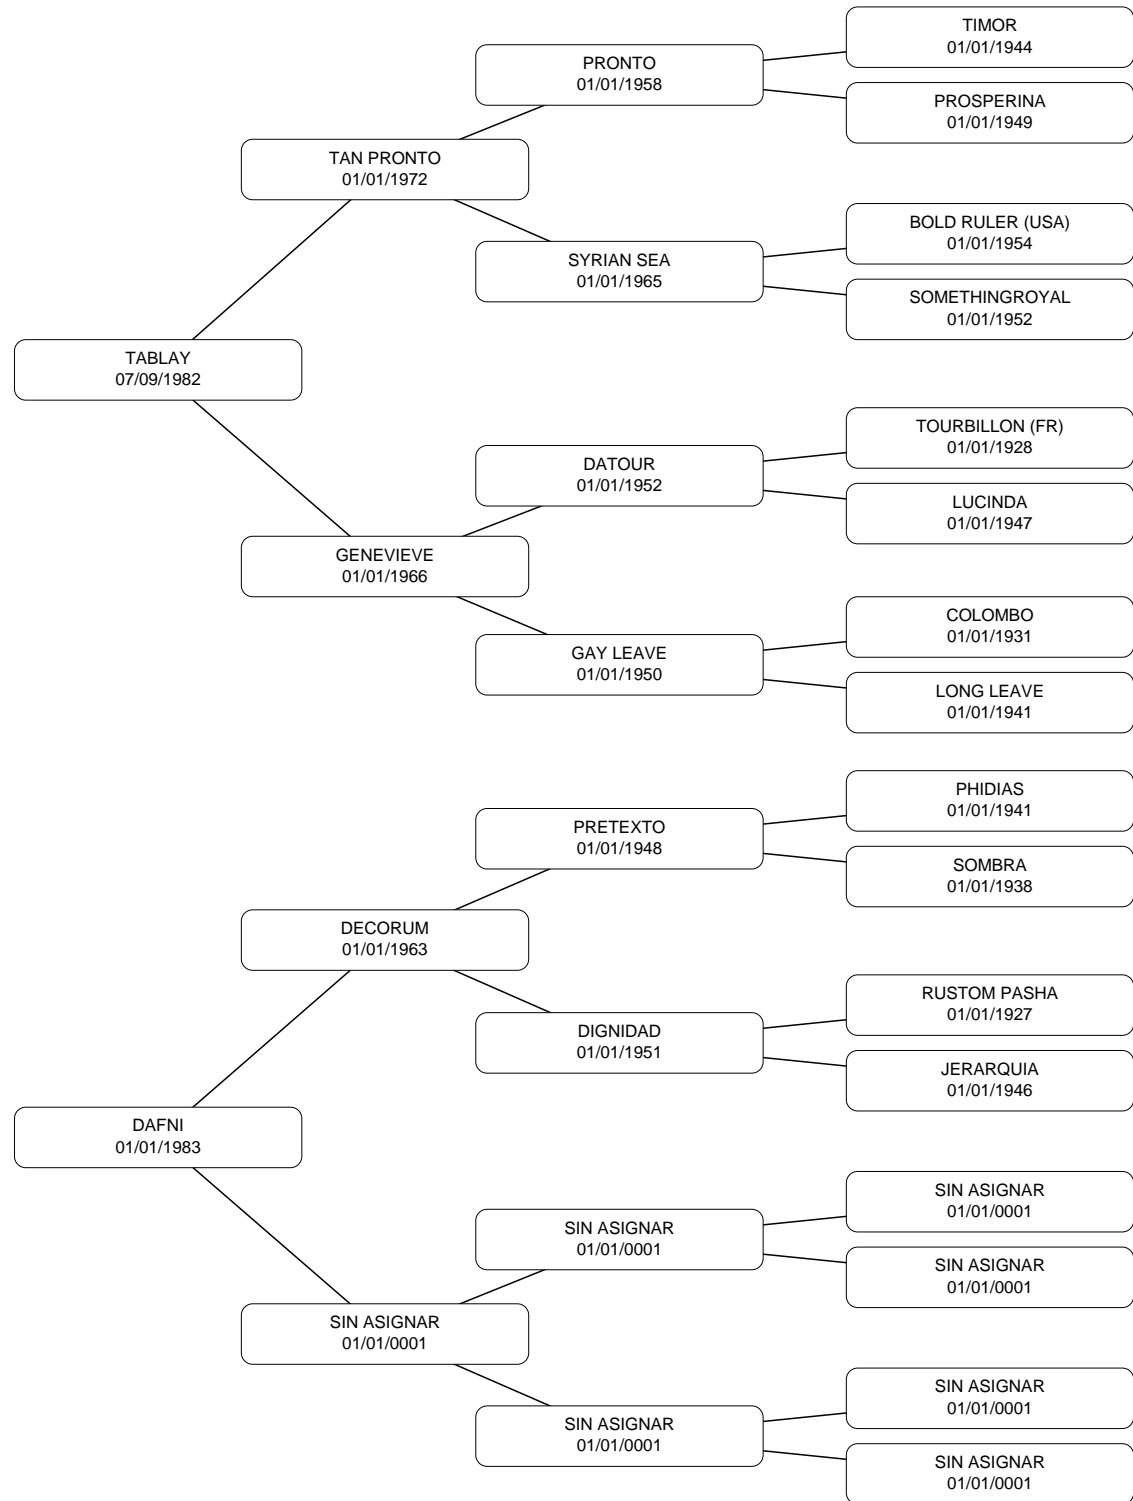 TIMOR
01/01/1944
PRONTO
01/01/1958
PROSPERINA
01/01/1949
TAN PRONTO
01/01/1972
BOLD RULER (USA)
01/01/1954
SYRIAN SEA
01/01/1965
SOMETHINGROYAL
01/01/1952
TABLAY
07/09/1982
TOURBILLON (FR)
01/01/1928
DATOUR
01/01/1952
LUCINDA
01/01/1947
GENEVIEVE
01/01/1966
COLOMBO
01/01/1931
GAY LEAVE
01/01/1950
LONG LEAVE
01/01/1941
PHIDIAS
01/01/1941
PRETEXTO
01/01/1948
SOMBRA
01/01/1938
DECORUM
01/01/1963
RUSTOM PASHA
01/01/1927
DIGNIDAD
01/01/1951
JERARQUIA
01/01/1946
DAFNI
01/01/1983
SIN ASIGNAR
01/01/0001
SIN ASIGNAR
01/01/0001
SIN ASIGNAR
01/01/0001
SIN ASIGNAR
01/01/0001
SIN ASIGNAR
01/01/0001
SIN ASIGNAR
01/01/0001
SIN ASIGNAR
01/01/0001